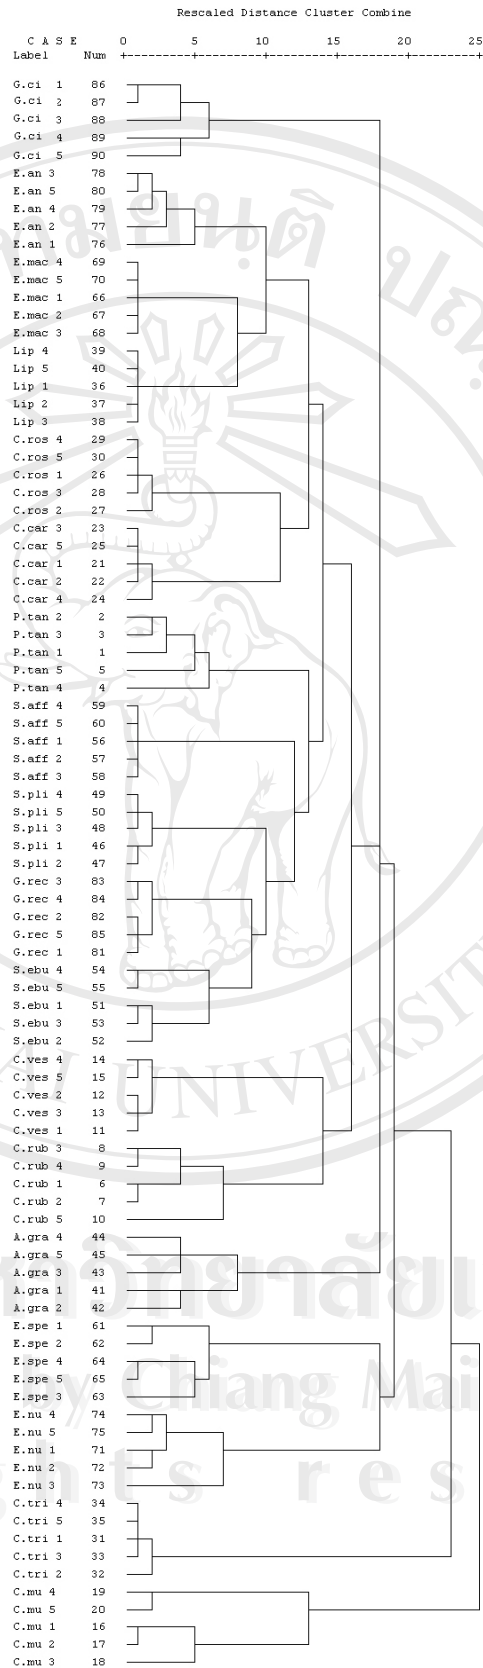 Rescaled Distance Cluster Combine
C A S E 0 5 10 15 20 25
Label Num
G.ci 1 86
G.ci 2 87
G.ci 3 88
G.ci 4 89
G.ci 5 90
E.an 3 78
E.an 5 80
E.an 4 79
E.an 2 77
E.an 1 76
E.mac 4 69
E.mac 5 70
E.mac 1 66
E.mac 2 67
E.mac 3 68
Lip 4 39
Lip 5 40
Lip 1 36
Lip 2 37
Lip 3 38
C.ros 4 29
C.ros 5 30
C.ros 1 26
C.ros 3 28
C.ros 2 27
C.car 3 23
C.car 5 25
C.car 1 21
C.car 2 22
C.car 4 24
P.tan 2 2
P.tan 3 3
P.tan 1 1
P.tan 5 5
P.tan 4 4
S.aff 4 59
S.aff 5 60
S.aff 1 56
S.aff 2 57
S.aff 3 58
S.pli 4 49
S.pli 5 50
S.pli 3 48
S.pli 1 46
S.pli 2 47
G.rec 3 83
G.rec 4 84
G.rec 2 82
G.rec 5 85
G.rec 1 81
S.ebu 4 54
S.ebu 5 55
S.ebu 1 51
S.ebu 3 53
S.ebu 2 52
C.ves 4 14
C.ves 5 15
C.ves 2 12
C.ves 3 13
C.ves 1 11
C.rub 3 8
C.rub 4 9
C.rub 1 6
C.rub 2 7
C.rub 5 10
A.gra 4 44
A.gra 5 45
A.gra 3 43
A.gra 1 41
A.gra 2 42
E.spe 1 61
E.spe 2 62
E.spe 4 64
E.spe 5 65
E.spe 3 63
E.nu 4 74
E.nu 5 75
E.nu 1 71
E.nu 2 72
E.nu 3 73
C.tri 4 34
C.tri 5 35
C.tri 1 31
C.tri 3 33
C.tri 2 32
C.mu 4 19
C.mu 5 20
C.mu 1 16
C.mu 2 17
C.mu 3 18
UNIVERSIT
by Chiang Mai
ghts res